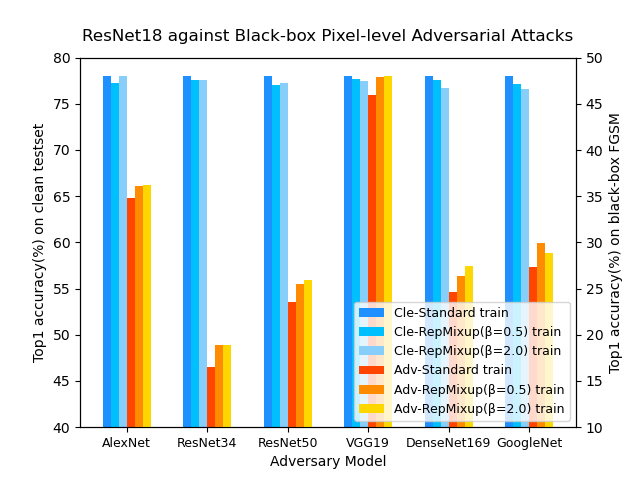 ResNet18 against Black-box Pixel-level Adversarial Attacks
Top1 accuracy(%) on clean testset
80
75
70
65
60
55
50
45
40
50
45
40
35
30
25
20
15
10
Top1 accuracy(%) on black-box FGSM
Cle-Standard train
Cle-RepMixup(β=0.5) train
Cle-RepMixup(β=2.0) train
Adv-Standard train
Adv-RepMixup(β=0.5) train
Adv-RepMixup(β=2.0) train
AlexNet ResNet34 ResNet50 VGG19 DenseNet169 GoogleNet
Adversary Model